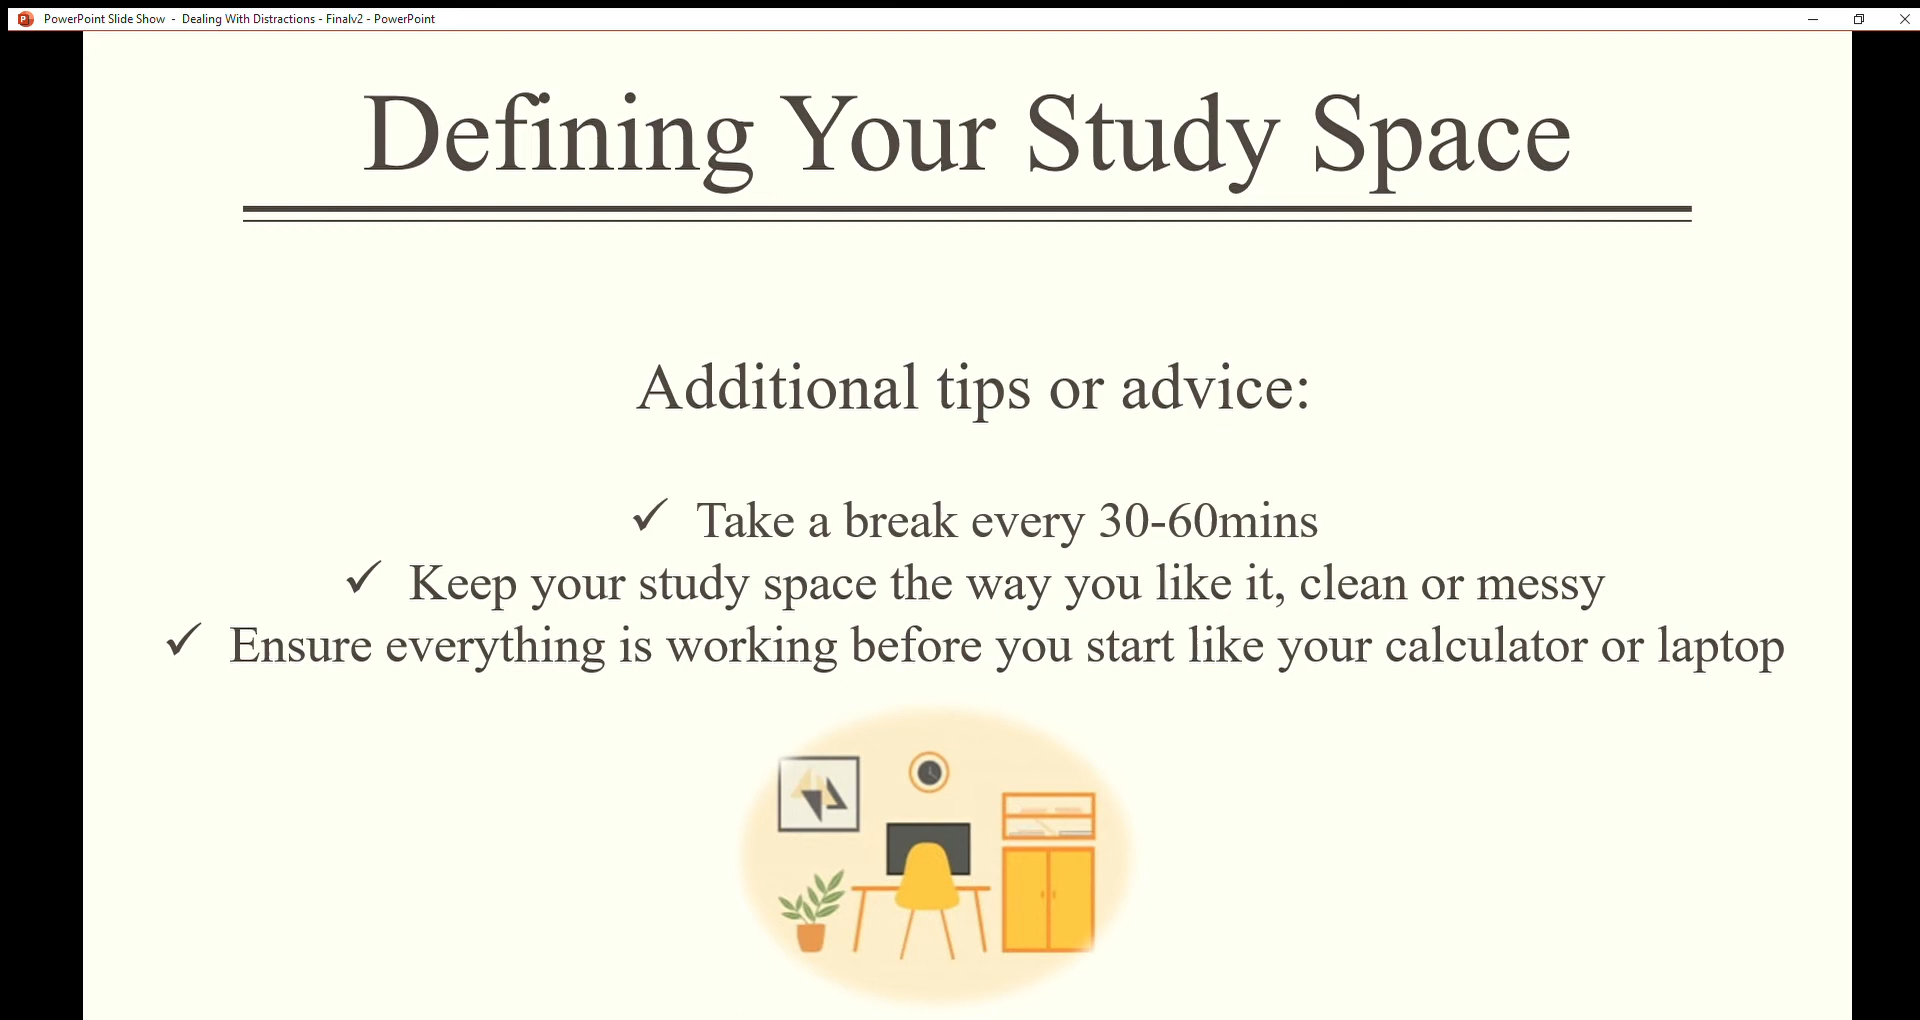 PowerPoint Slide Show - Dealing With Distractions - Finalv2 - PowerPoint
Defining Your Study Space
Additional tips or advice:
✓ Take a break every 30-60mins
✓ Keep your study space the way you like it, clean or messy
✓ Ensure everything is working before you start like your calculator or laptop